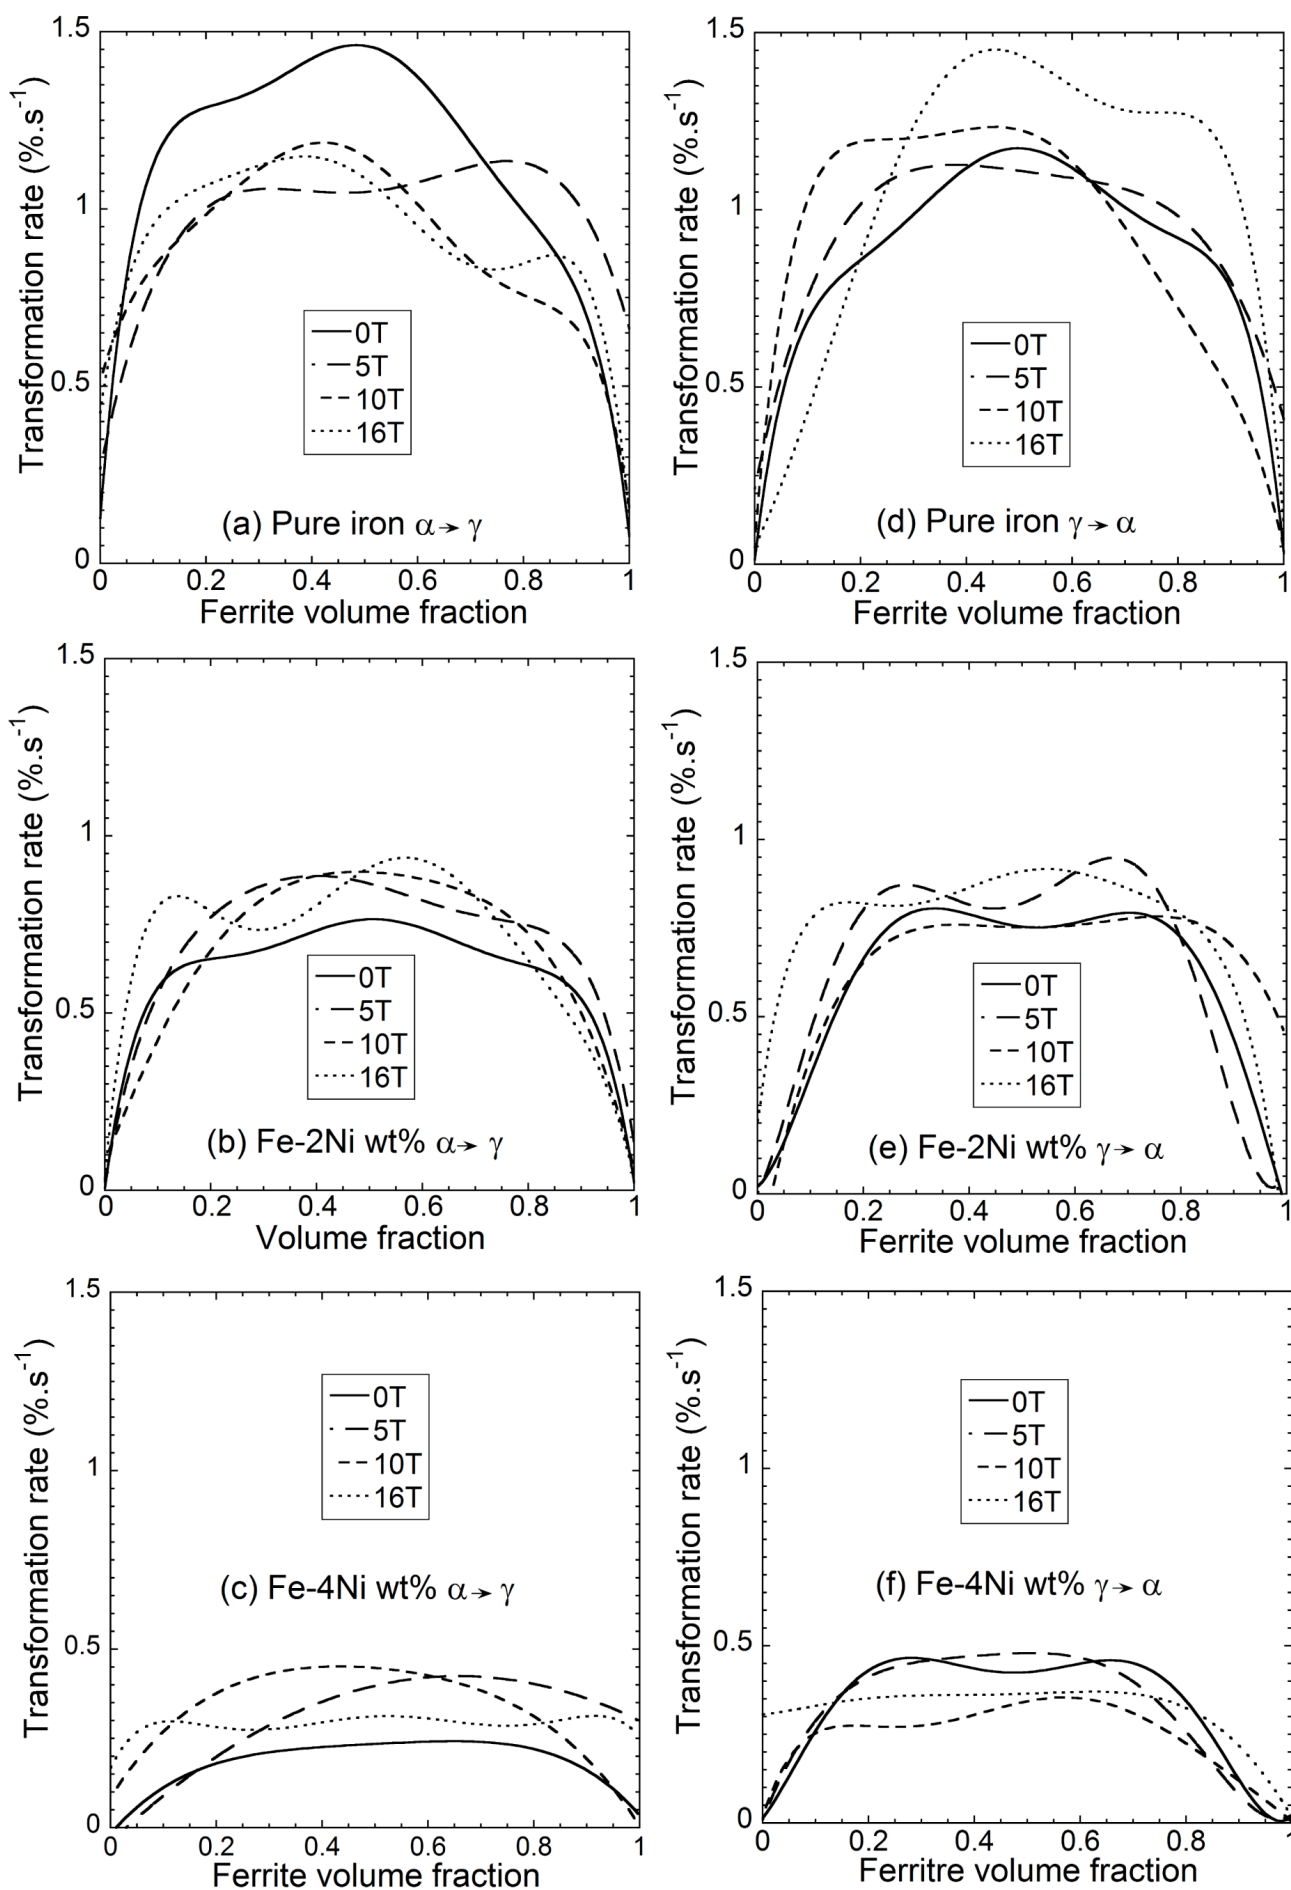 Transformation rate (%.s-1)
1.5
1
0.5
0
0T
5T
10T
16T
(a) Pure iron α→γ
0 0.2 0.4 0.6 0.8 1
Ferrite volume fraction
Transformation rate (%.s-1)
1.5
1
0.5
0
0T
5T
10T
16T
(d) Pure iron γ→α
0 0.2 0.4 0.6 0.8 1
Ferrite volume fraction
Transformation rate (%.s-1)
1.5
1
0.5
0
0T
5T
10T
16T
(b) Fe-2Ni wt% α→γ
0 0.2 0.4 0.6 0.8 1
Volume fraction
Transformation rate (%.s-1)
1.5
1
0.5
0
0T
5T
10T
16T
(e) Fe-2Ni wt% γ→α
0 0.2 0.4 0.6 0.8 1
Ferrite volume fraction
Transformation rate (%.s-1)
1.5
1
0.5
0
0T
5T
10T
16T
(c) Fe-4Ni wt% α→γ
0 0.2 0.4 0.6 0.8 1
Ferrite volume fraction
Transformation rate (%.s-1)
1.5
1
0.5
0
0T
5T
10T
16T
(f) Fe-4Ni wt% γ→α
0 0.2 0.4 0.6 0.8 1
Ferritre volume fraction